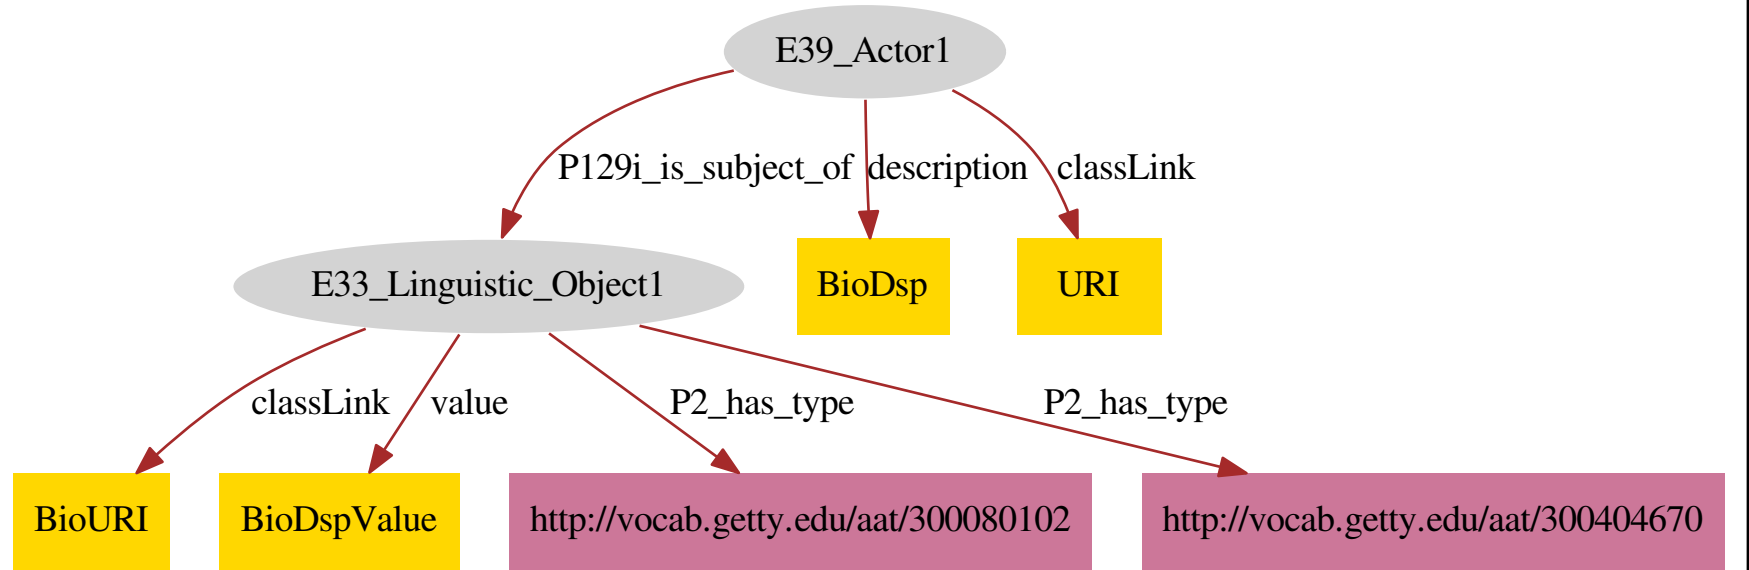 E39_Actor1
P129i_is_subject_of description classLink
E33_Linguistic_Object1 BioDsp URI
classLink value P2_has_type P2_has_type
BioURI BioDspValue http://vocab.getty.edu/aat/300080102 http://vocab.getty.edu/aat/300404670